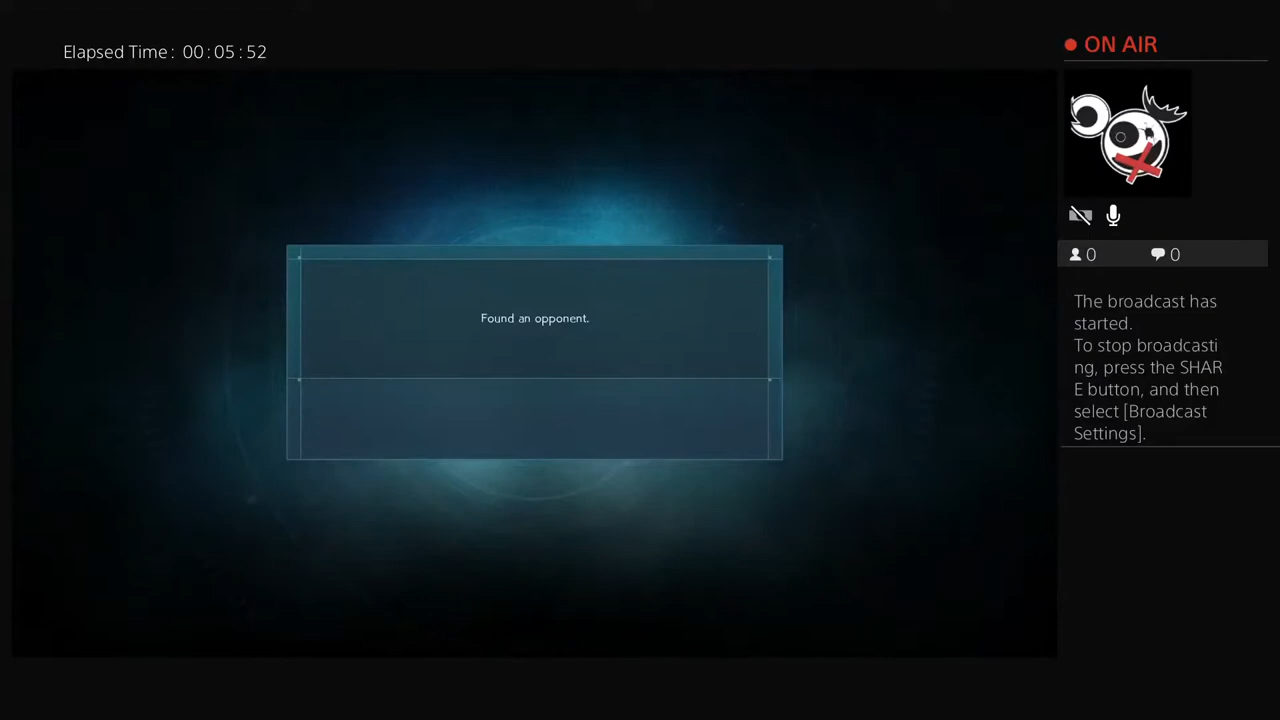 Elapsed Time: 00:05:52
ON AIR
0 0
Found an opponent.
The broadcast has
started.
To stop broadcasti
ng, press the SHAR
E button, and then
select [Broadcast
Settings].